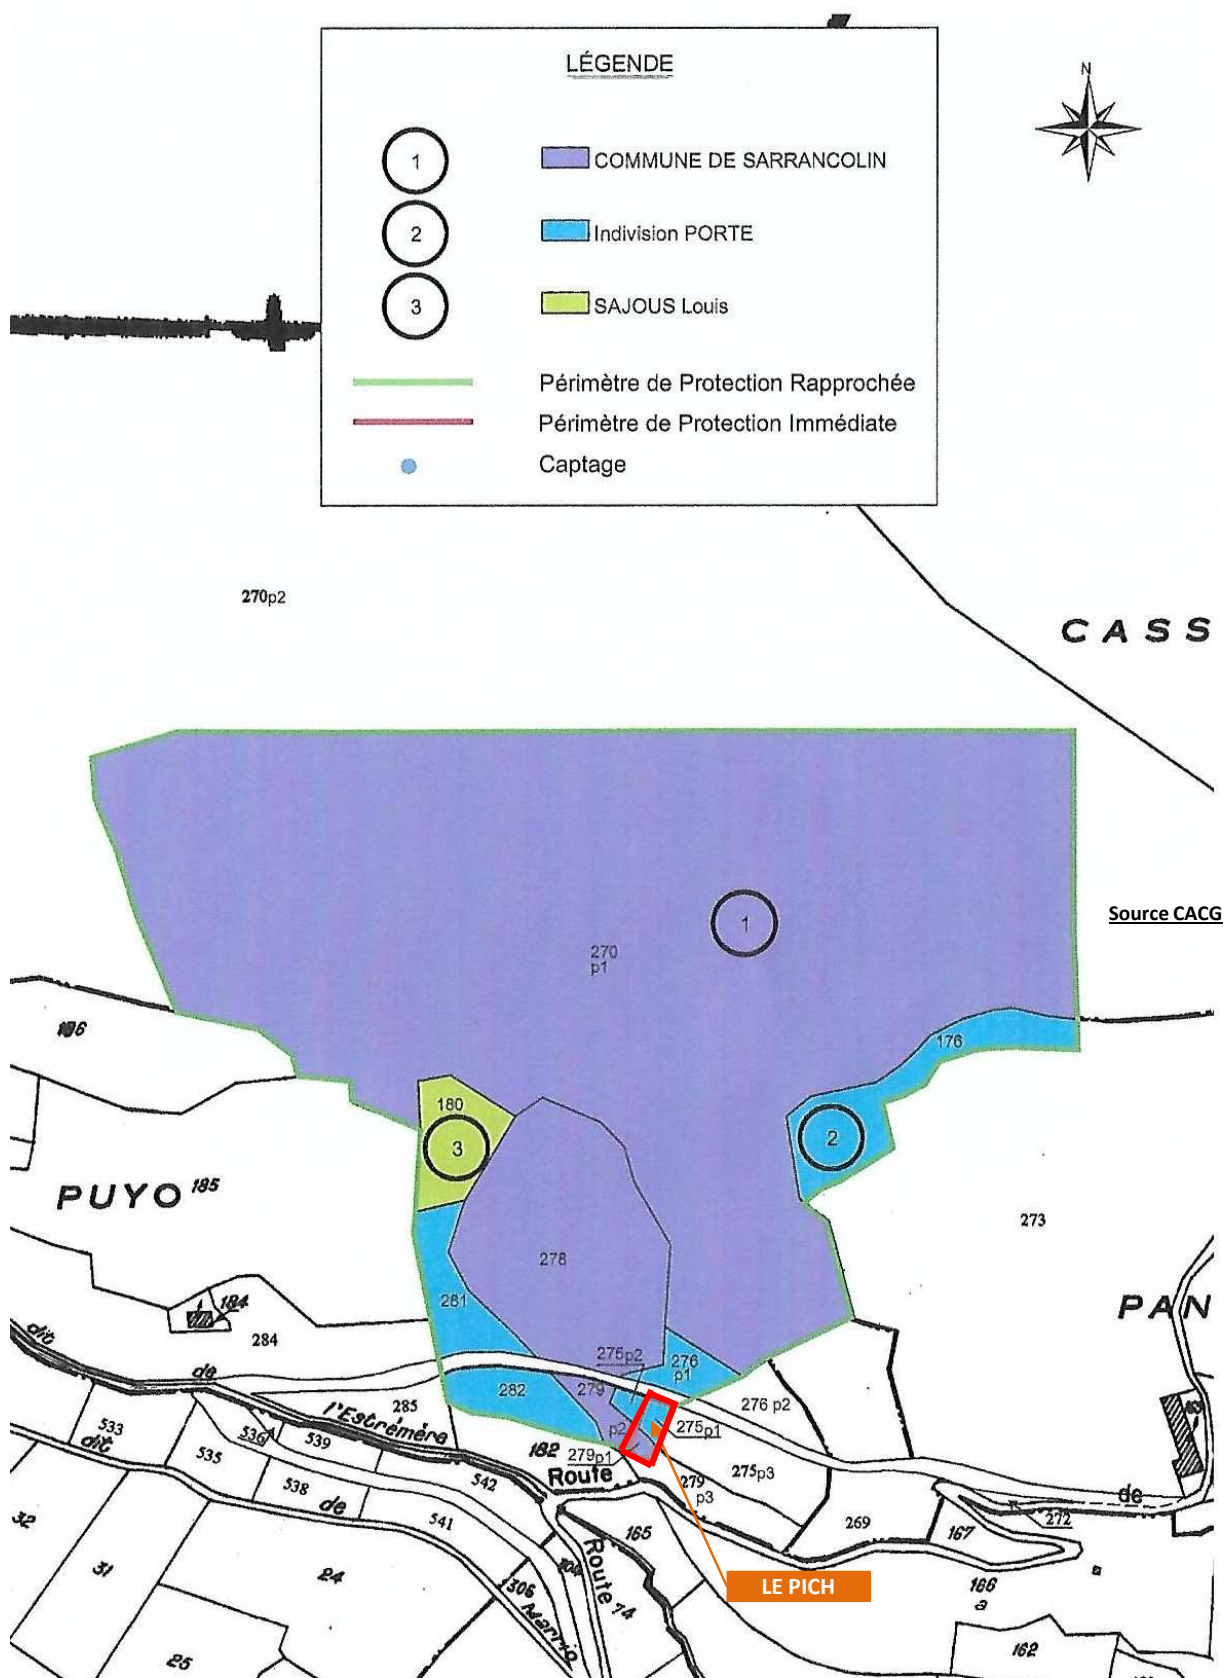 LÉGENDE
N
1
COMMUNE DE SARRANCOLIN
2
Indivision PORTE
3
SAJOUS Louis
Périmètre de Protection Rapprochée
Périmètre de Protection Immédiate
Captage
270p2
CASS
Source CACG
1
270
p1
176
186
180
3
2
PUYO
185
273
278
281
184
PAN
284
dit
de
275p2
276
p1
279
282
285
276 p2
l'Estrémère
p2
275p1
533
536
539
182
279p1
Route
535
dit
542
279
p3
275p3
de
538
de
272
32
541
165
269
167
Route
31
24
104
LE PICH
166
a
1306
74
Marrio
162
25